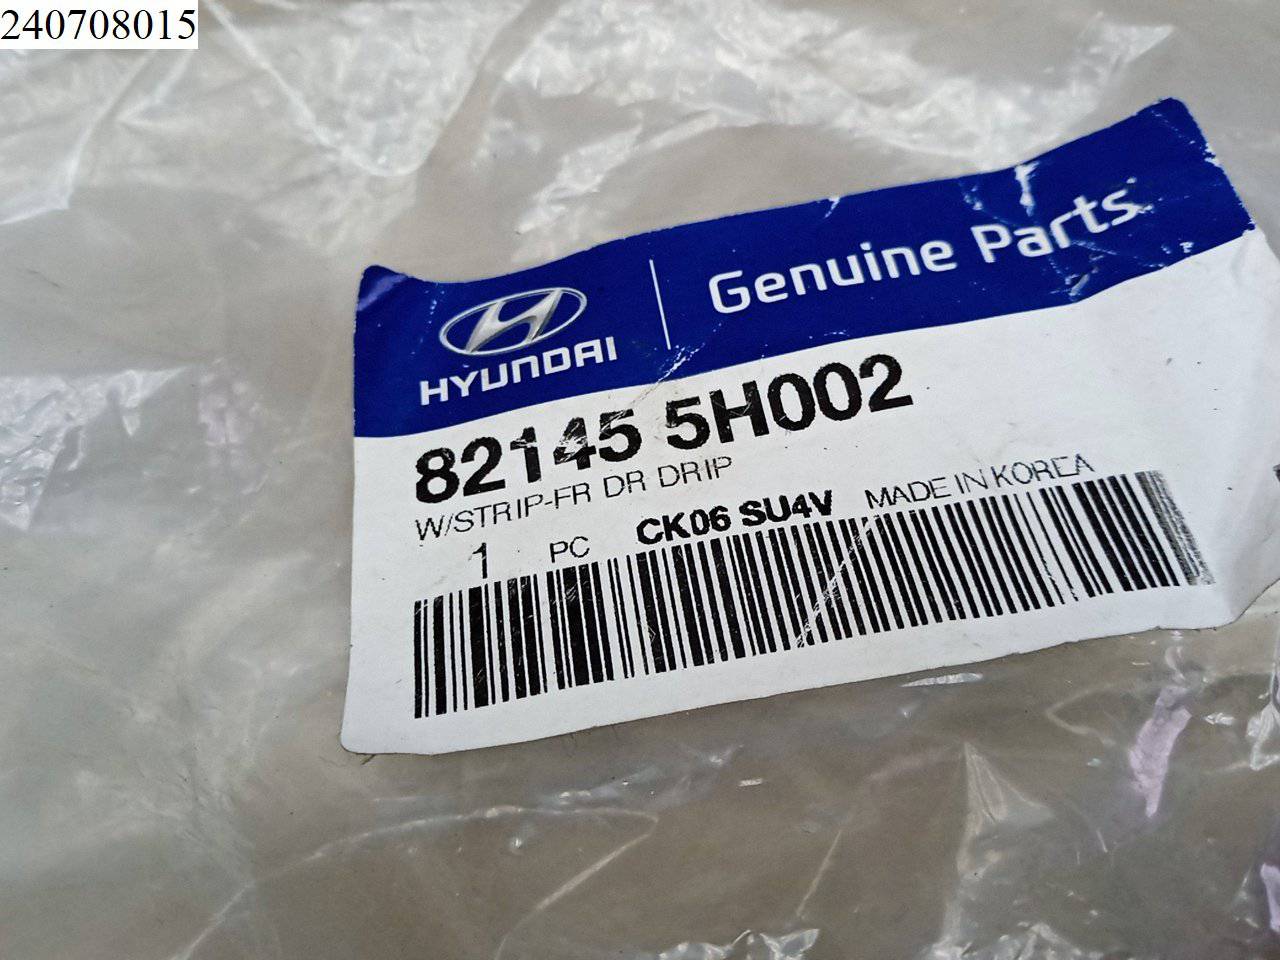 240708015
HYUNDAI
Genuine Parts
82145 5H002
W/STRIP-FR DR DRIP
1 PC CK06 SU4V MADE IN KOREA